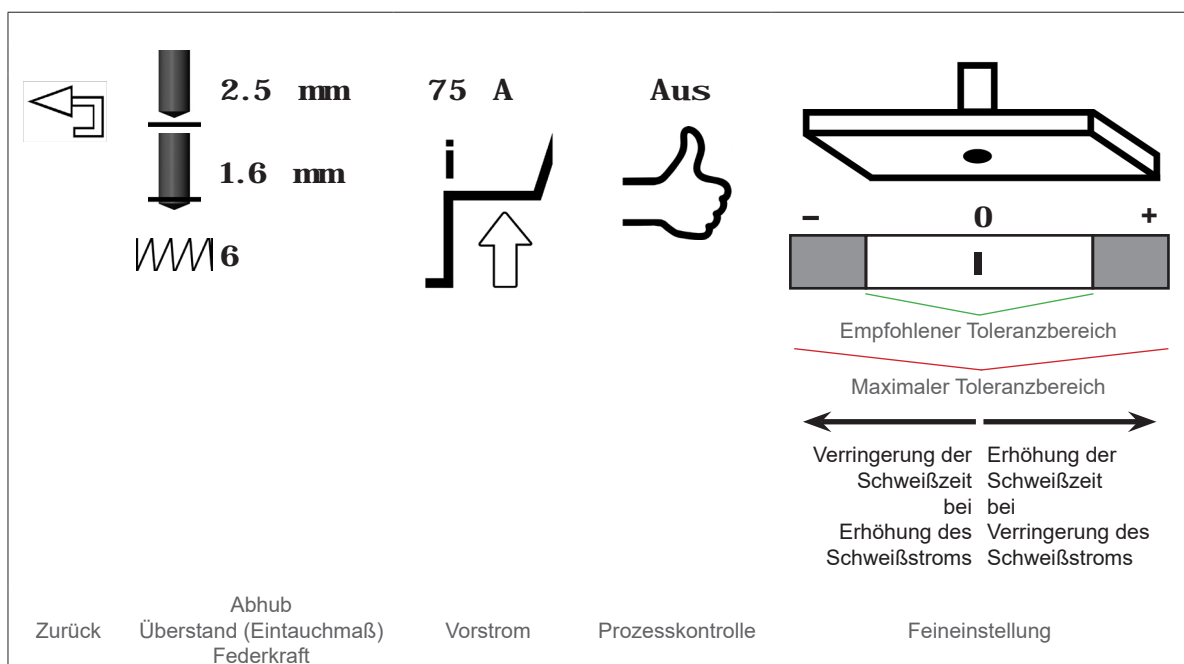 2.5 mm
1.6 mm
6
75 A
i
Aus
– 0 +
Empfohlener Toleranzbereich
Maximaler Toleranzbereich
Verringerung der
Schweißzeit
bei
Erhöhung des
Schweißstroms
Erhöhung der
Schweißzeit
bei
Verringerung des
Schweißstroms
Zurück
Abhub
Überstand (Eintauchmaß)
Federkraft
Vorstrom
Prozesskontrolle
Feineinstellung